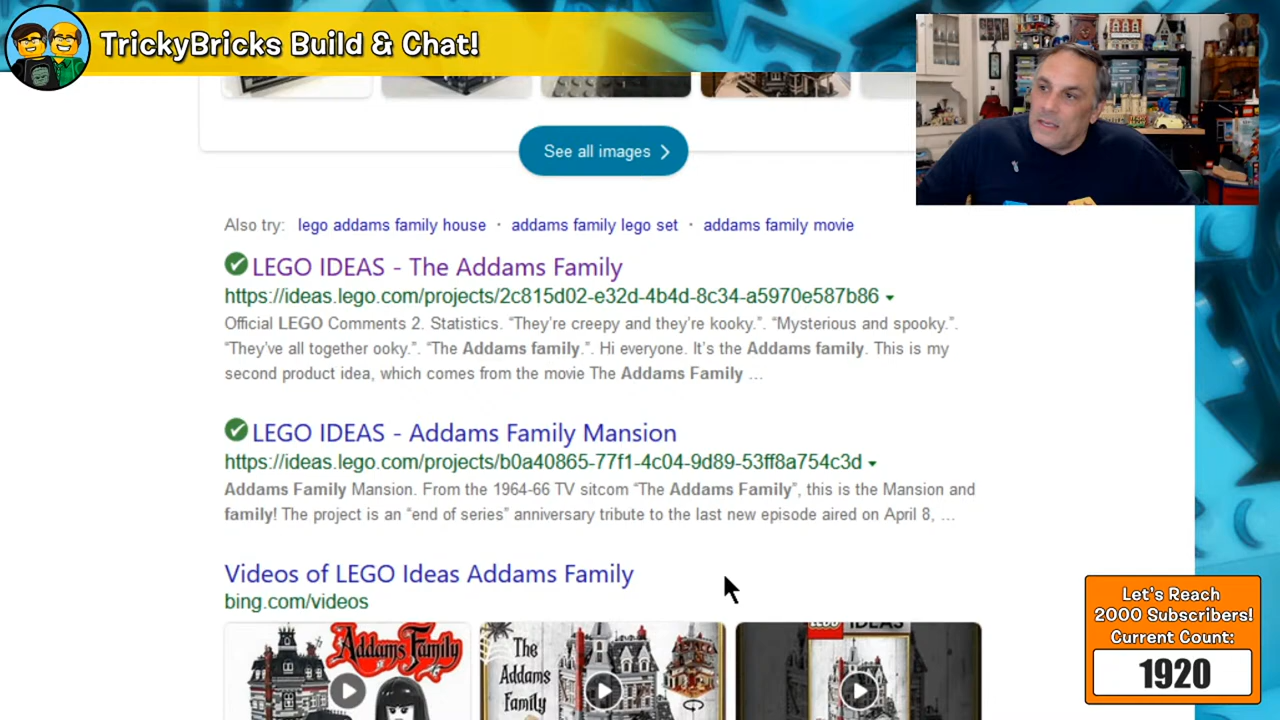 TrickyBricks Build & Chat!
See all images
Also try: lego addams family house · addams family lego set · addams family movie
LEGO IDEAS - The Addams Family
https://ideas.lego.com/projects/2c815d02-e32d-4b4d-8c34-a5970e587b86
Official LEGO Comments 2. Statistics. “They're creepy and they're kooky.”. “Mysterious and spooky.”.
“They've all together ooky.”. “The Addams family.”. Hi everyone. It's the Addams family. This is my
second product idea, which comes from the movie The Addams Family ...
LEGO IDEAS - Addams Family Mansion
https://ideas.lego.com/projects/b0a40865-77f1-4c04-9d89-53ff8a754c3d
Addams Family Mansion. From the 1964-66 TV sitcom “The Addams Family”, this is the Mansion and
family! The project is an “end of series” anniversary tribute to the last new episode aired on April 8, ...
Videos of LEGO Ideas Addams Family
bing.com/videos
Addams Family
The
Addams
Family
LEGO IDEAS
Let's Reach
2000 Subscribers!
Current Count:
1920